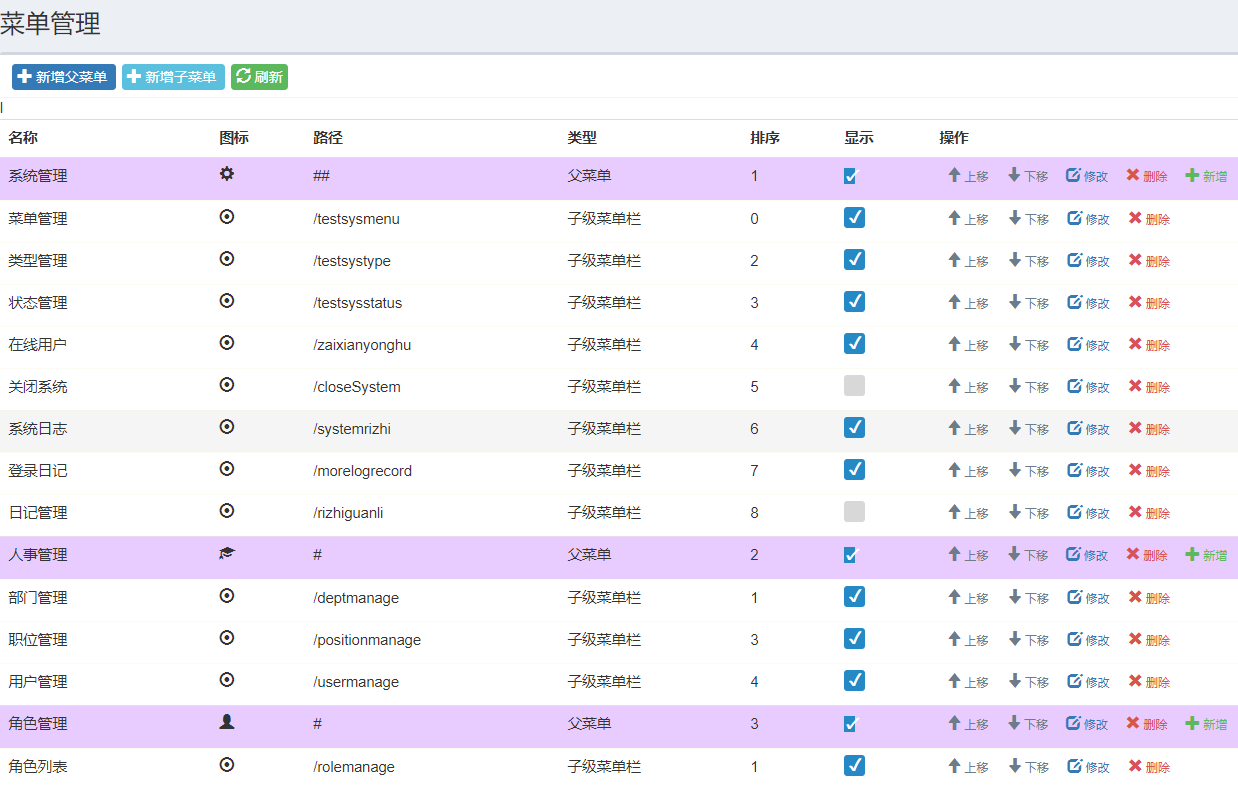 菜单管理
新增父菜单 新增子菜单 刷新
名称 图标 路径 类型 排序 显示 操作
系统管理 ## 父菜单 1 上移 下移 修改 删除 新增
菜单管理 /testsysmenu 子级菜单栏 0 上移 下移 修改 删除
类型管理 /testsystype 子级菜单栏 2 上移 下移 修改 删除
状态管理 /testsysstatus 子级菜单栏 3 上移 下移 修改 删除
在线用户 /zaixianyonghu 子级菜单栏 4 上移 下移 修改 删除
关闭系统 /closeSystem 子级菜单栏 5 上移 下移 修改 删除
系统日志 /systemrizhi 子级菜单栏 6 上移 下移 修改 删除
登录日记 /morelogrecord 子级菜单栏 7 上移 下移 修改 删除
日记管理 /rizhiguanli 子级菜单栏 8 上移 下移 修改 删除
人事管理 # 父菜单 2 上移 下移 修改 删除 新增
部门管理 /deptmanage 子级菜单栏 1 上移 下移 修改 删除
职位管理 /positionmanage 子级菜单栏 3 上移 下移 修改 删除
用户管理 /usermanage 子级菜单栏 4 上移 下移 修改 删除
角色管理 # 父菜单 3 上移 下移 修改 删除 新增
角色列表 /rolemanage 子级菜单栏 1 上移 下移 修改 删除